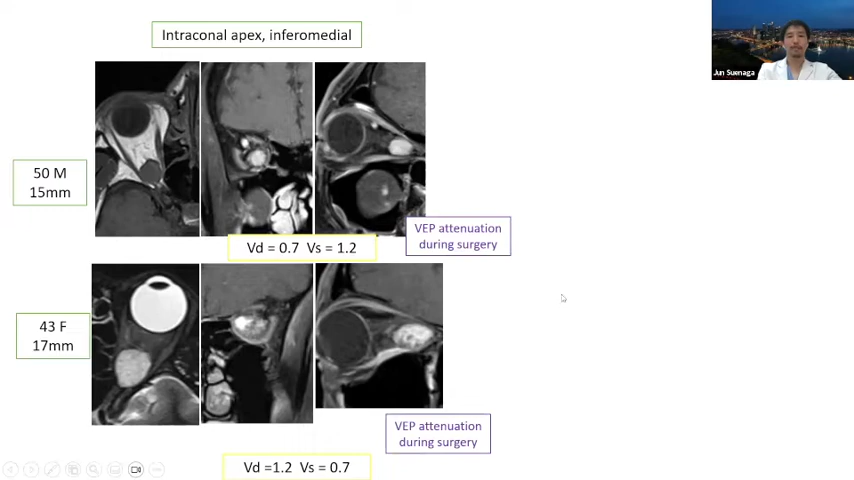 Intraconal apex, inferomedial
Jun Suenaga
50 M
15mm
VEP attenuation
during surgery
Vd = 0.7 Vs = 1.2
43 F
17mm
VEP attenuation
during surgery
Vd =1.2 Vs = 0.7